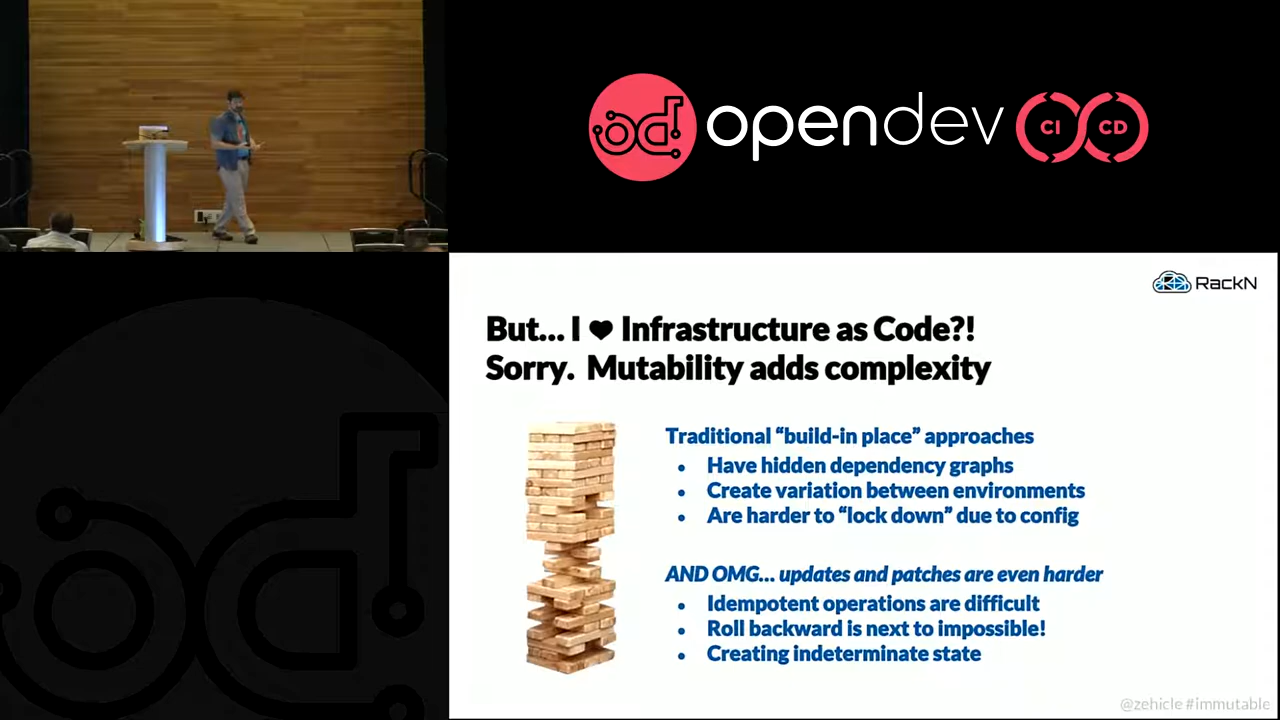 opendev
CI CD
RackN
But... I ♥ Infrastructure as Code?!
Sorry. Mutability adds complexity
Traditional “build-in place” approaches
• Have hidden dependency graphs
• Create variation between environments
• Are harder to “lock down” due to config
AND OMG... updates and patches are even harder
• Idempotent operations are difficult
• Roll backward is next to impossible!
• Creating indeterminate state
@zehicle #immutable